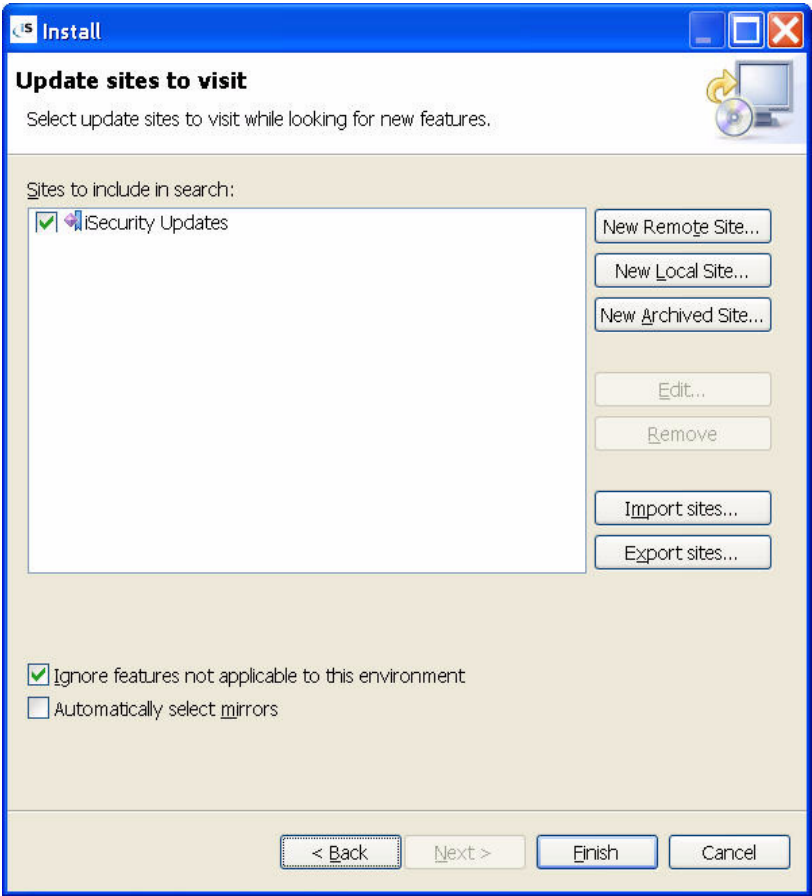 iS Install
Update sites to visit
Select update sites to visit while looking for new features.
Sites to include in search:
iSecurity Updates
New Remote Site...
New Local Site...
New Archived Site...
Edit...
Remove
Import sites...
Export sites...
Ignore features not applicable to this environment
Automatically select mirrors
< Back Next > Finish Cancel